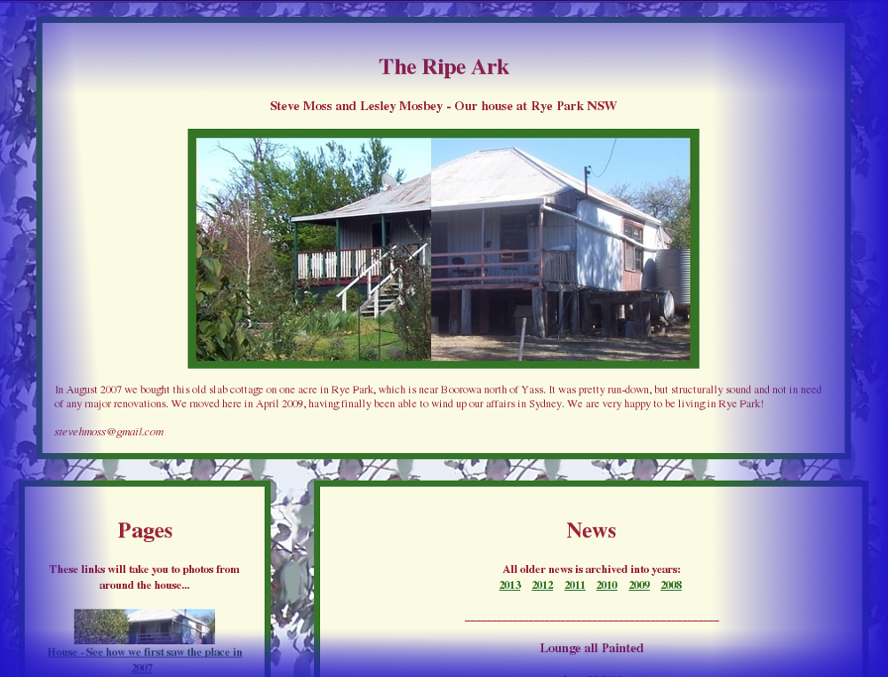 The Ripe Ark
Steve Moss and Lesley Mosbey - Our house at Rye Park NSW
In August 2007 we bought this old slab cottage on one acre in Rye Park, which is near Boorowa north of Yass. It was pretty run-down, but structurally sound and not in need
of any major renovations. We moved here in April 2009, having finally been able to wind up our affairs in Sydney. We are very happy to be living in Rye Park!
stevehmoss@gmail.com
Pages
These links will take you to photos from
around the house...
House - See how we first saw the place in
2007
News
All older news is archived into years:
2013 2012 2011 2010 2009 2008
Lounge all Painted